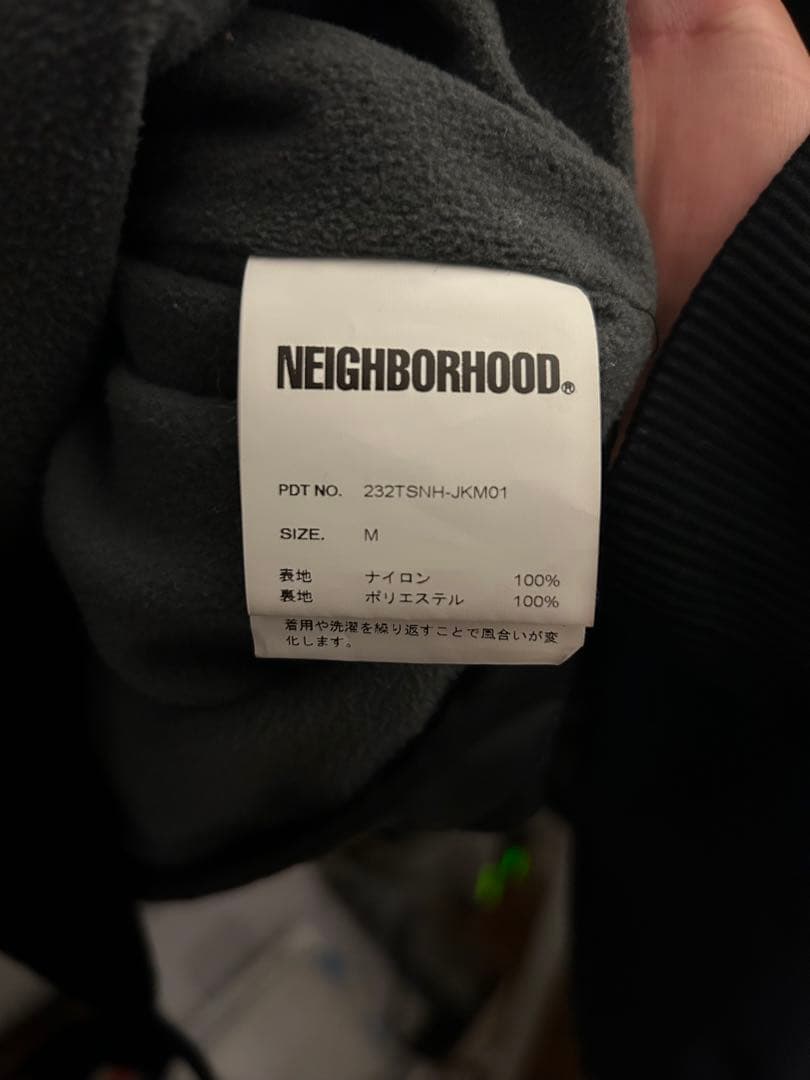 NEIGHBORHOOD®
PDT NO. 232TSNH-JKM01
SIZE. M
表地 ナイロン 100%
裏地 ポリエステル 100%
着用や洗濯を繰り返すことで風合いが変
化します。